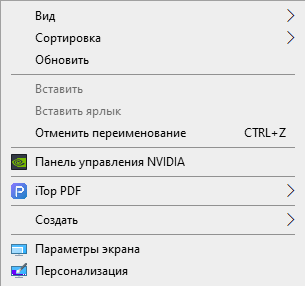 Вид
Сортировка
Обновить
Вставить
Вставить ярлык
Отменить переименование CTRL+Z
Панель управления NVIDIA
iTop PDF
Создать
Параметры экрана
Персонализация